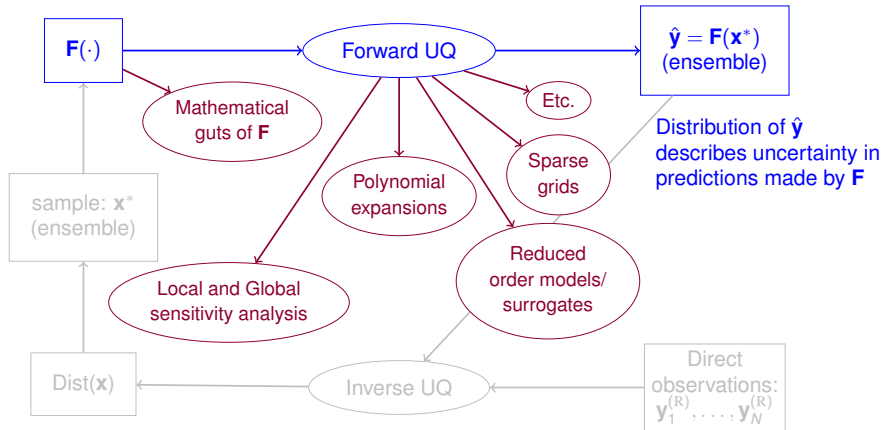 F(·)
Forward UQ
ŷ = F(x*)
(ensemble)
Mathematical
guts of F
Etc.
Distribution of ŷ
describes uncertainty in
predictions made by F
Sparse
grids
Polynomial
expansions
sample: x*
(ensemble)
Reduced
order models/
surrogates
Local and Global
sensitivity analysis
Dist(x)
Inverse UQ
Direct
observations:
y₁⁽ᴿ⁾, . . . , y_N⁽ᴿ⁾